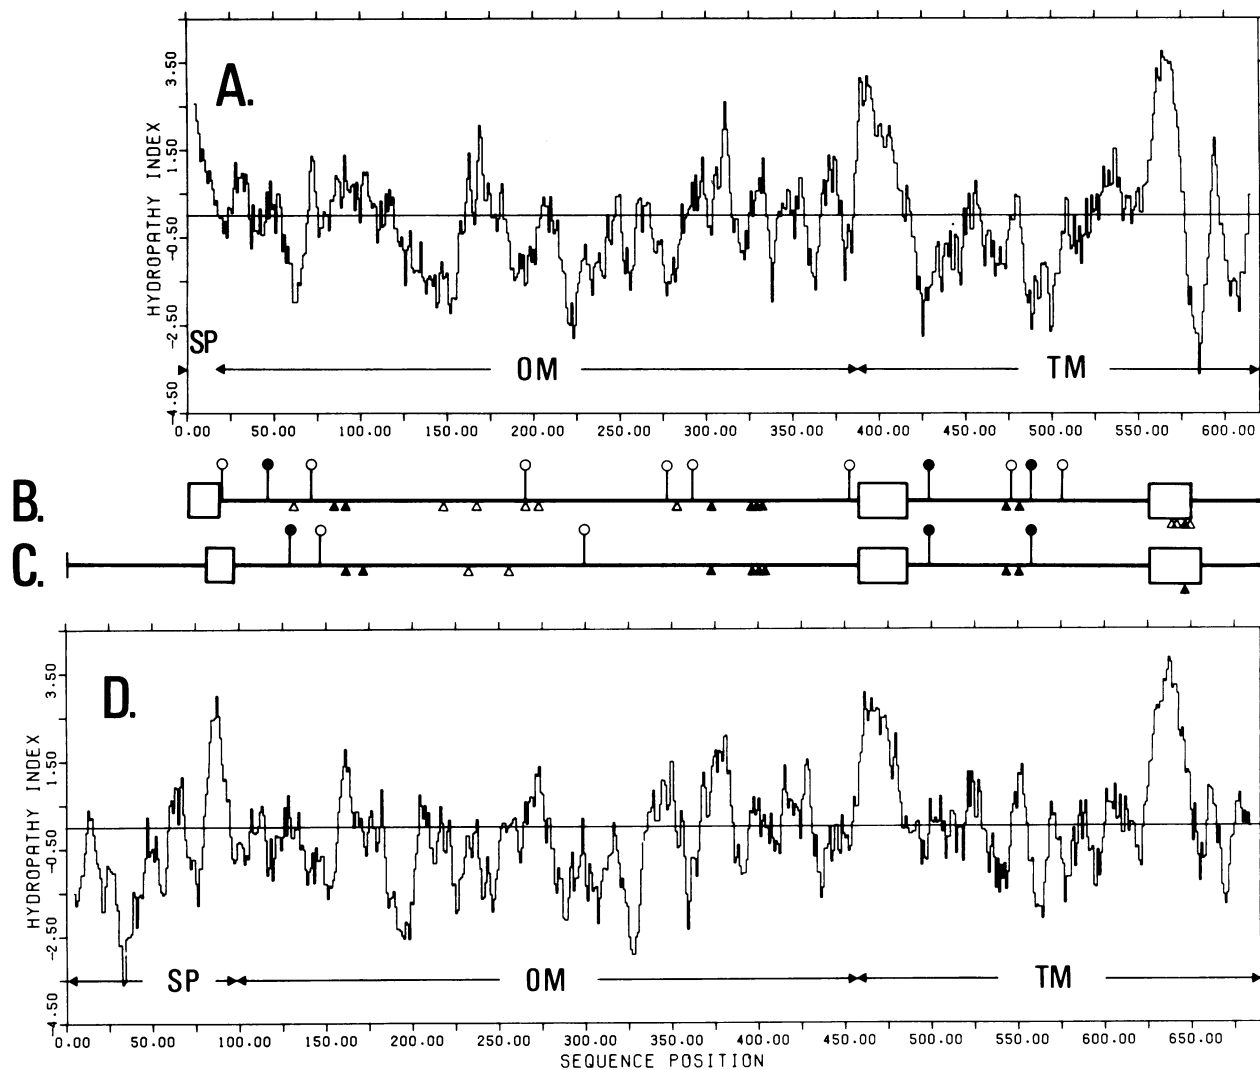 A.
HYDROPATHY INDEX
3.50
1.50
-0.50
-2.50
-4.50
SP
OM
TM
0.00 50.00 100.00 150.00 200.00 250.00 300.00 350.00 400.00 450.00 500.00 550.00 600.00
B.
C.
D.
HYDROPATHY INDEX
3.50
1.50
-0.50
-2.50
-4.50
SP
OM
TM
0.00 50.00 100.00 150.00 200.00 250.00 300.00 350.00 400.00 450.00 500.00 550.00 600.00 650.00
SEQUENCE POSITION